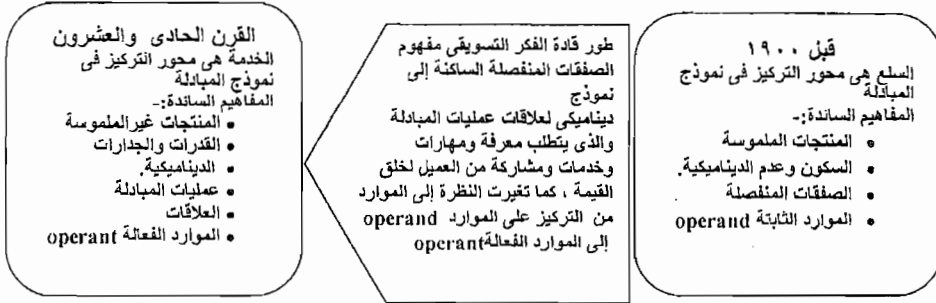 قبل ١٩٠٠
السلع هى محور التركيز فى نموذج
المبادلة
المفاهيم السائدة:-
• المنتجات الملموسة
• السكون وعدم الديناميكية.
• الصفقات المنفصلة
• الموارد الثابتة operand
طور قادة الفكر التسويقى مفهوم
الصفقات المنفصلة الساكنة إلى
نموذج
ديناميكى لعلاقات عمليات المبادلة
والذى يتطلب معرفة ومهارات
وخدمات ومشاركة من العميل لخلق
القيمة ، كما تغيرت النظرة إلى الموارد
من التركيز على الموارد operand
إلى الموارد الفعالة operant
القرن الحادى والعشرون
الخدمة هى محور التركيز فى
نموذج المبادلة
المفاهيم السائدة:-
• المنتجات غير الملموسة
• القدرات والجدارات
• الديناميكية.
• عمليات المبادلة
• العلاقات
• الموارد الفعالة operant